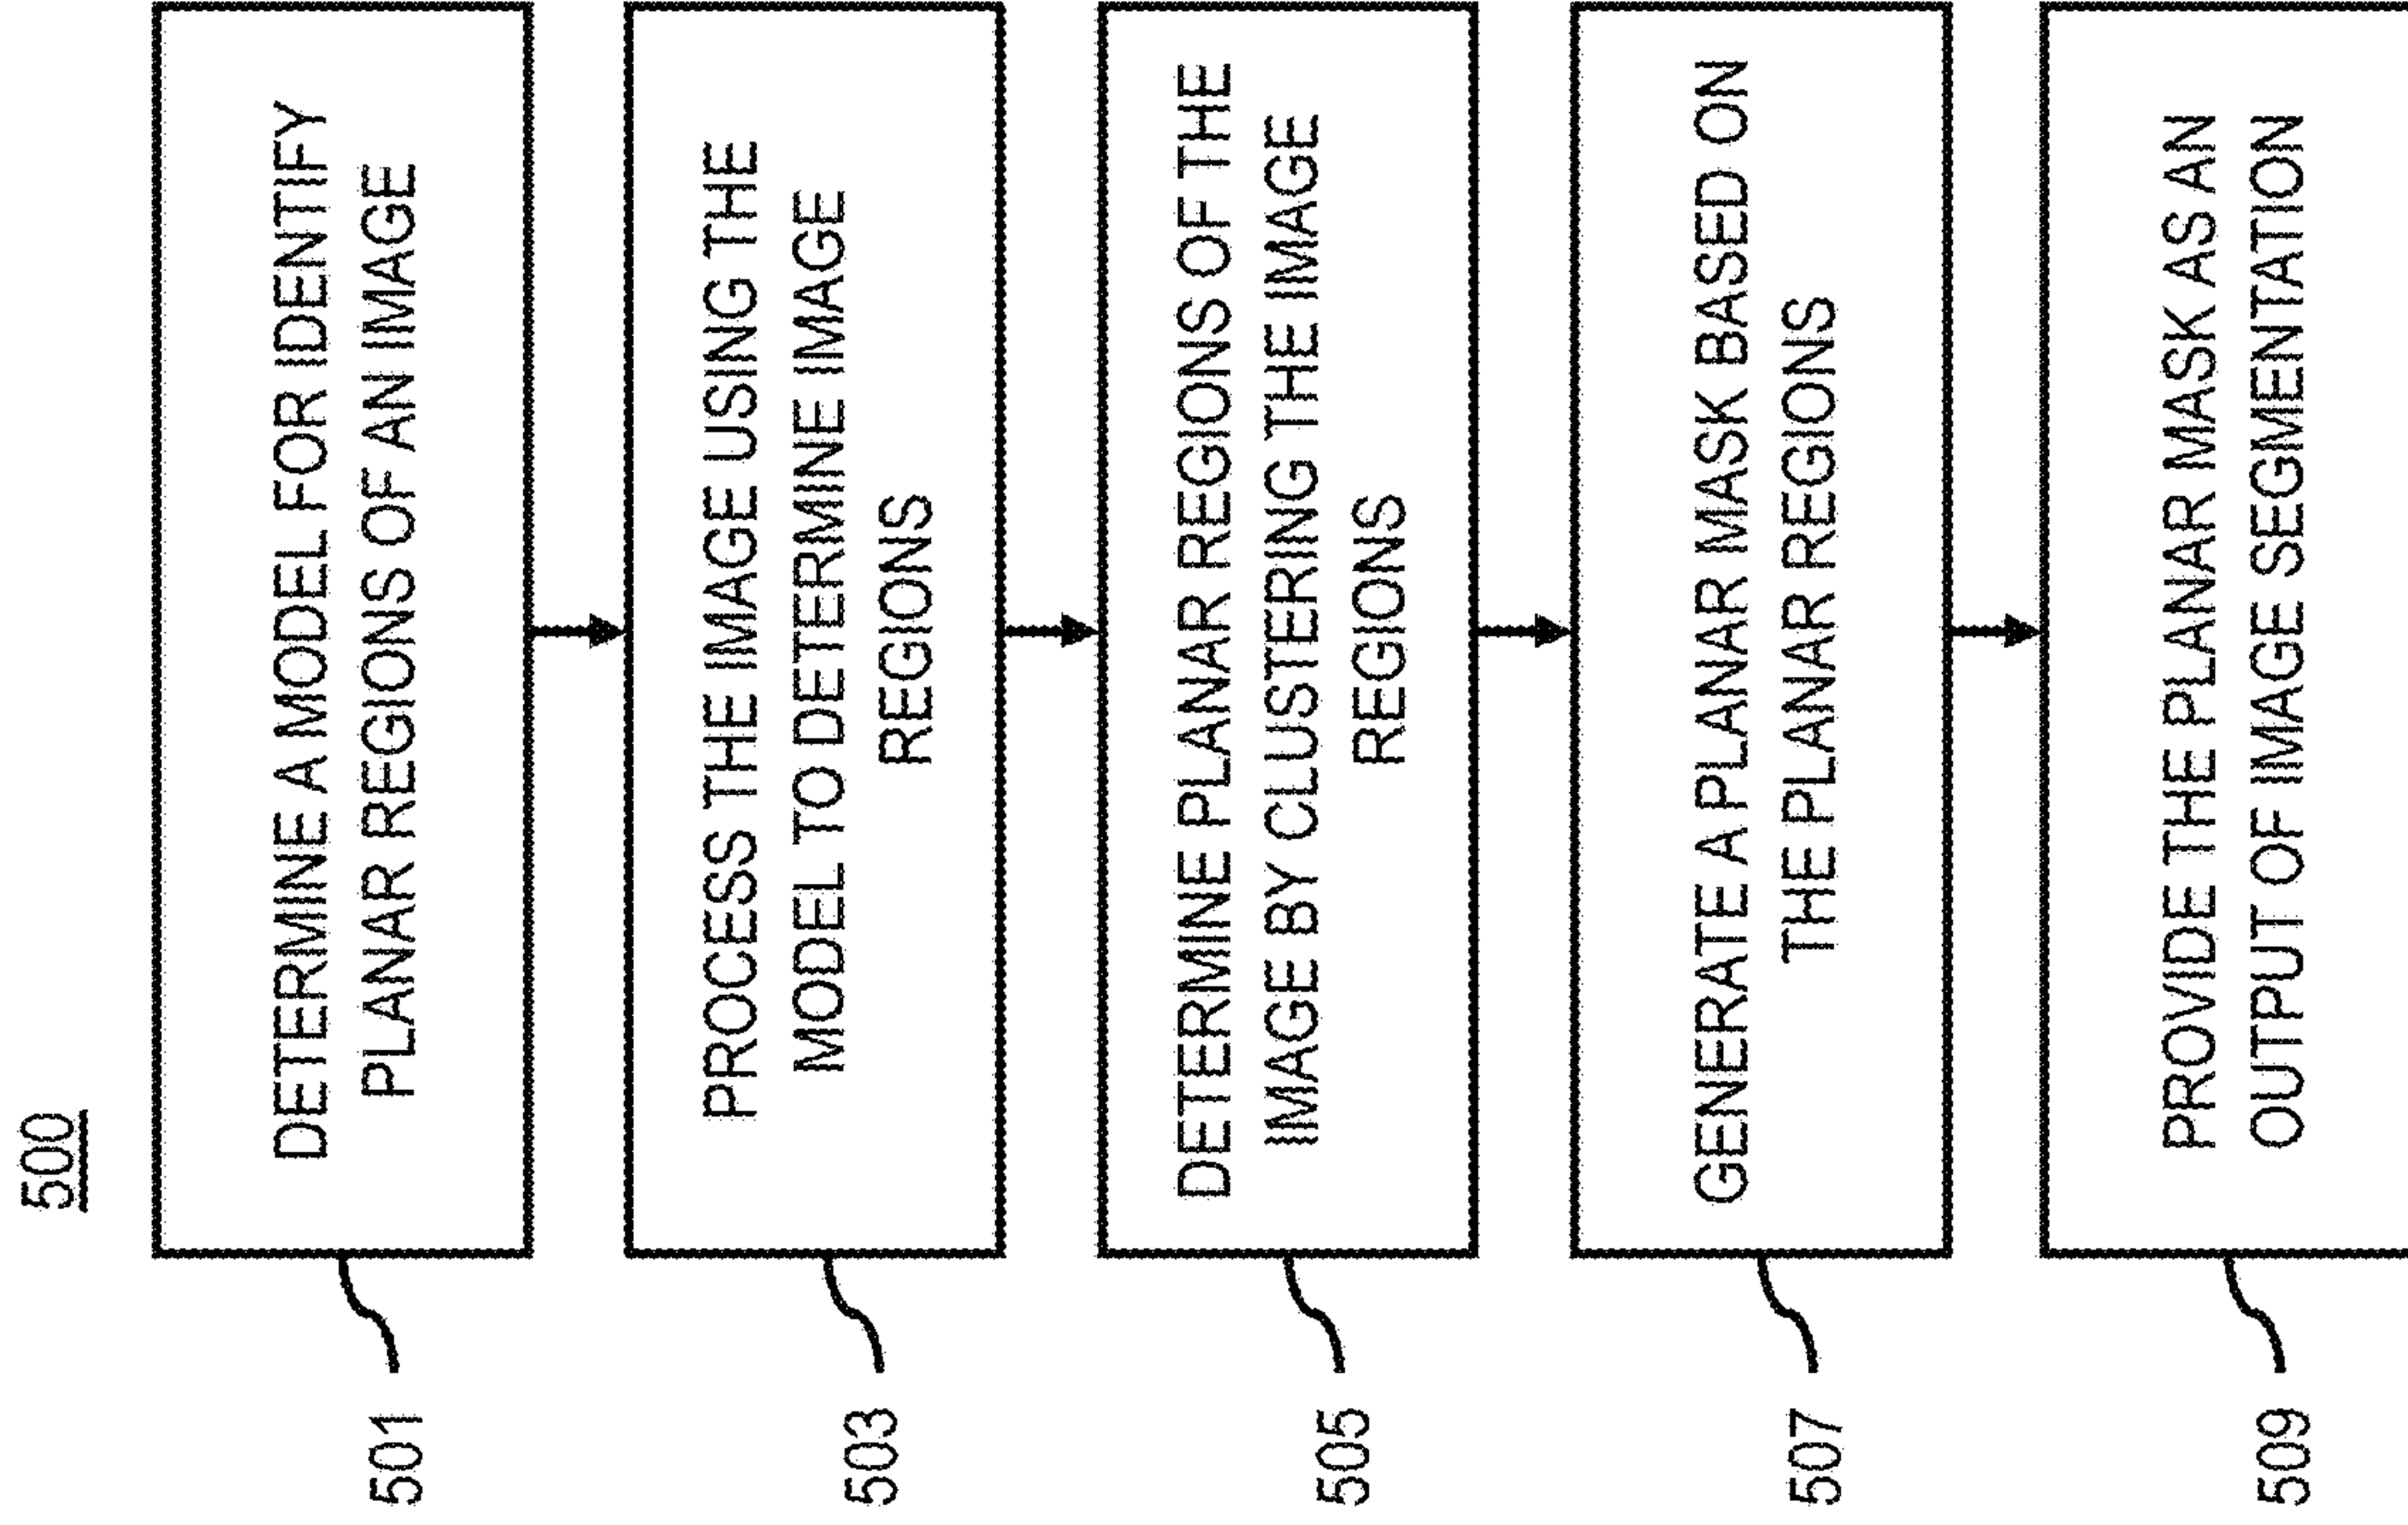 500
501
DETERMINE A MODEL FOR IDENTIFY
PLANAR REGIONS OF AN IMAGE
503
PROCESS THE IMAGE USING THE
MODEL TO DETERMINE IMAGE
REGIONS
505
DETERMINE PLANAR REGIONS OF THE
IMAGE BY CLUSTERING THE IMAGE
REGIONS
507
GENERATE A PLANAR MASK BASED ON
THE PLANAR REGIONS
509
PROVIDE THE PLANAR MASK AS AN
OUTPUT OF IMAGE SEGMENTATION